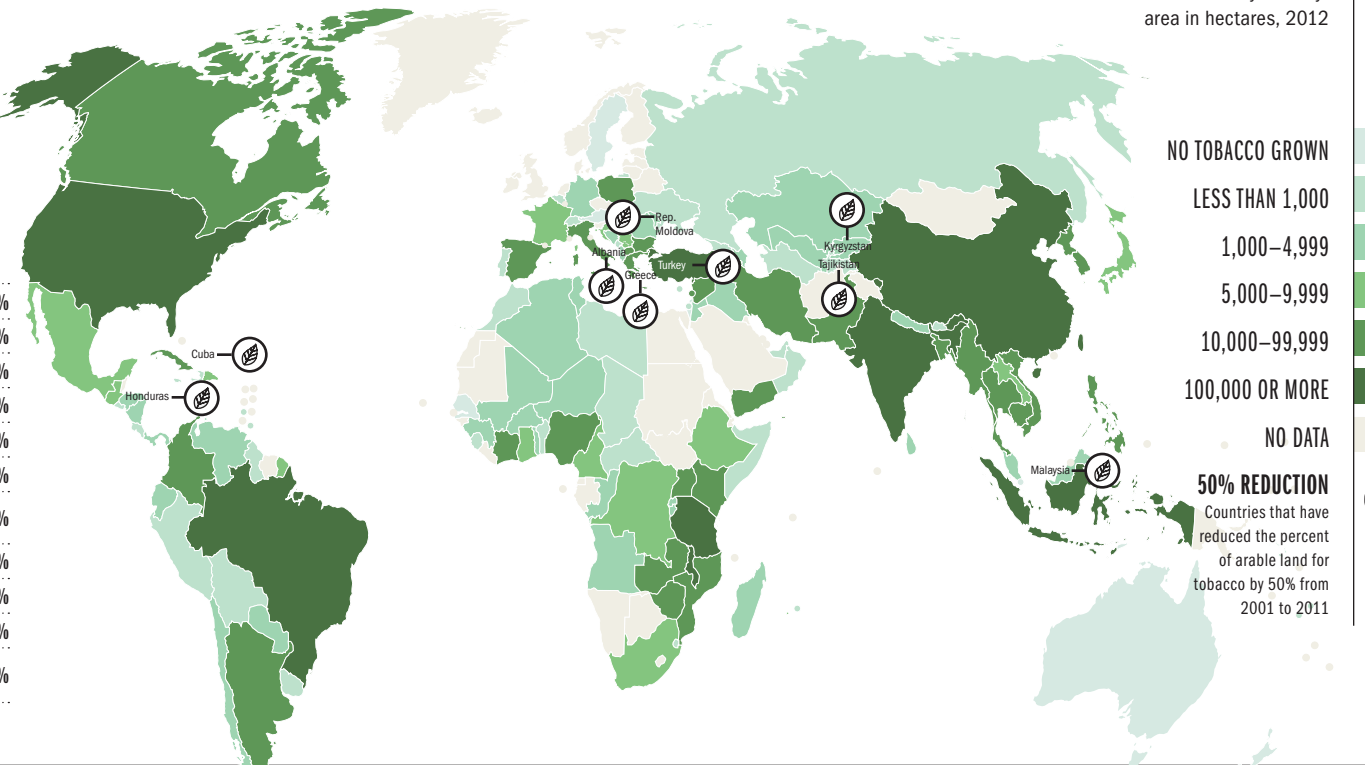 area in hectares, 2012
NO TOBACCO GROWN
LESS THAN 1,000
1,000–4,999
5,000–9,999
10,000–99,999
100,000 OR MORE
NO DATA
50% REDUCTION
Countries that have
reduced the percent
of arable land for
tobacco by 50% from
2001 to 2011
Rep.
Moldova
Albania
Greece
Turkey
Kyrgyzstan
Tajikistan
Cuba
Honduras
Malaysia
%
%
%
%
%
%
%
%
%
%
%